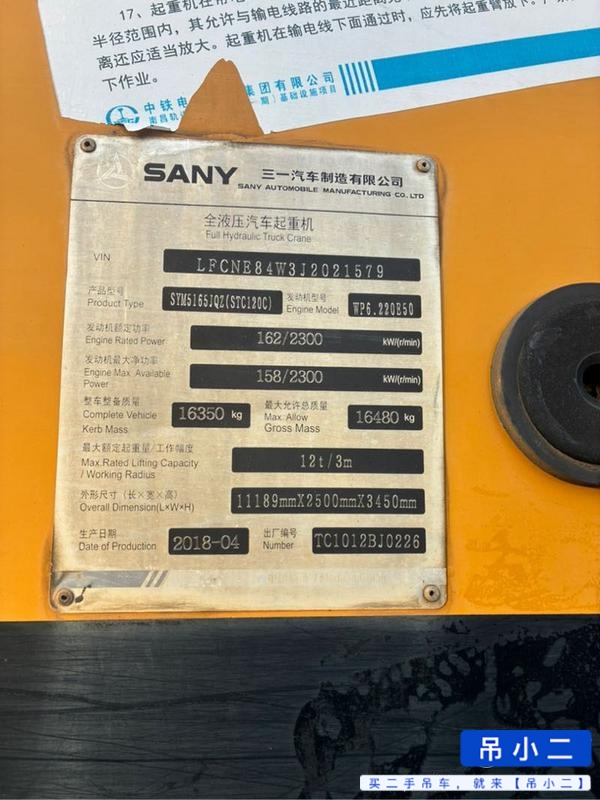 17、起重机在带电
半径范围内，其允许与输电线路的最近距离
离还应适当放大。起重机在输电线下面通过时，应先将起重臂放下。
下作业。
中铁电 集团有限公司
南昌轨 期）基础设施项目
SANY 三一汽车制造有限公司
SANY AUTOMOBILE MANUFACTURING CO.,LTD
全液压汽车起重机
Full Hydraulic Truck Crane
VIN LFCNE84W3J2021579
产品型号 发动机型号
Product Type SYM5165JQZ(STC120C) Engine Model WP6.220E50
发动机额定功率
Engine Rated Power 162/2300 kW/(r/min)
发动机最大净功率
Engine Max. Available Power 158/2300 kW/(r/min)
整车整备质量 最大允许总质量
Complete Vehicle Kerb Mass 16350 kg Max. Allow Gross Mass 16480 kg
最大额定起重量/工作幅度
Max.Rated Lifting Capacity / Working Radius 12t/3m
外形尺寸（长×宽×高）
Overall Dimension(L×W×H) 11189mmX2500mmX3450mm
生产日期 出厂编号
Date of Production 2018-04 Number TC1012BJ0226
吊小二
买二手吊车，就来【吊小二】